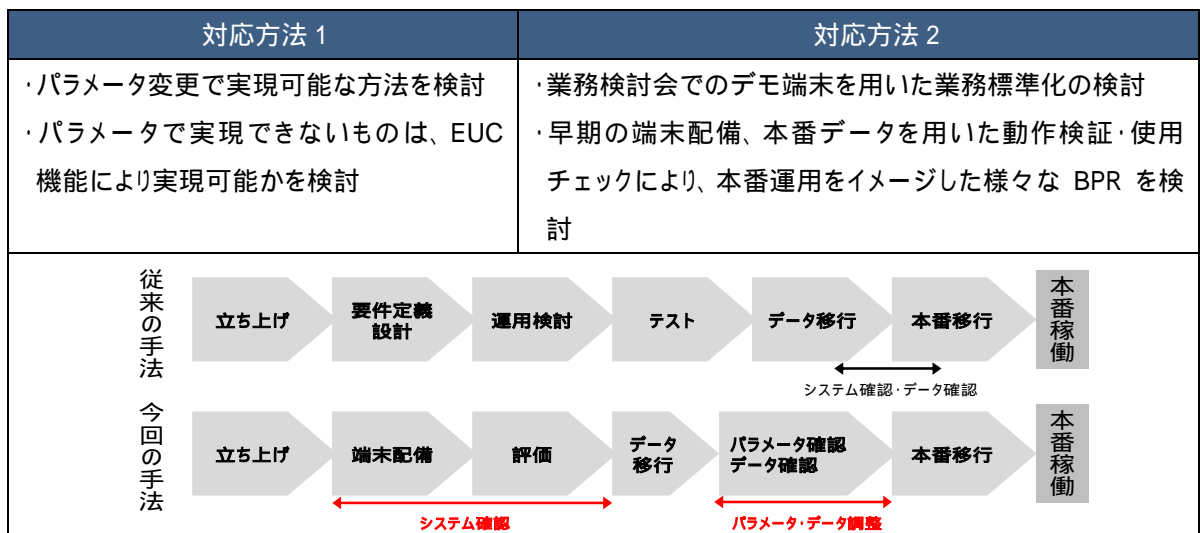 対応方法 1
対応方法 2
･パラメータ変更で実現可能な方法を検討
･パラメータで実現できないものは、EUC
機能により実現可能かを検討
･業務検討会でのデモ端末を用いた業務標準化の検討
･早期の端末配備、本番データを用いた動作検証･使用
チェックにより、本番運用をイメージした様々な BPR を検
討
従来の手法
立ち上げ
要件定義
設計
運用検討
テスト
データ移行
本番移行
本番稼働
システム確認･データ確認
今回の手法
立ち上げ
端末配備
評価
データ
移行
パラメータ確認
データ確認
本番移行
本番稼働
システム確認
パラメータ･データ調整